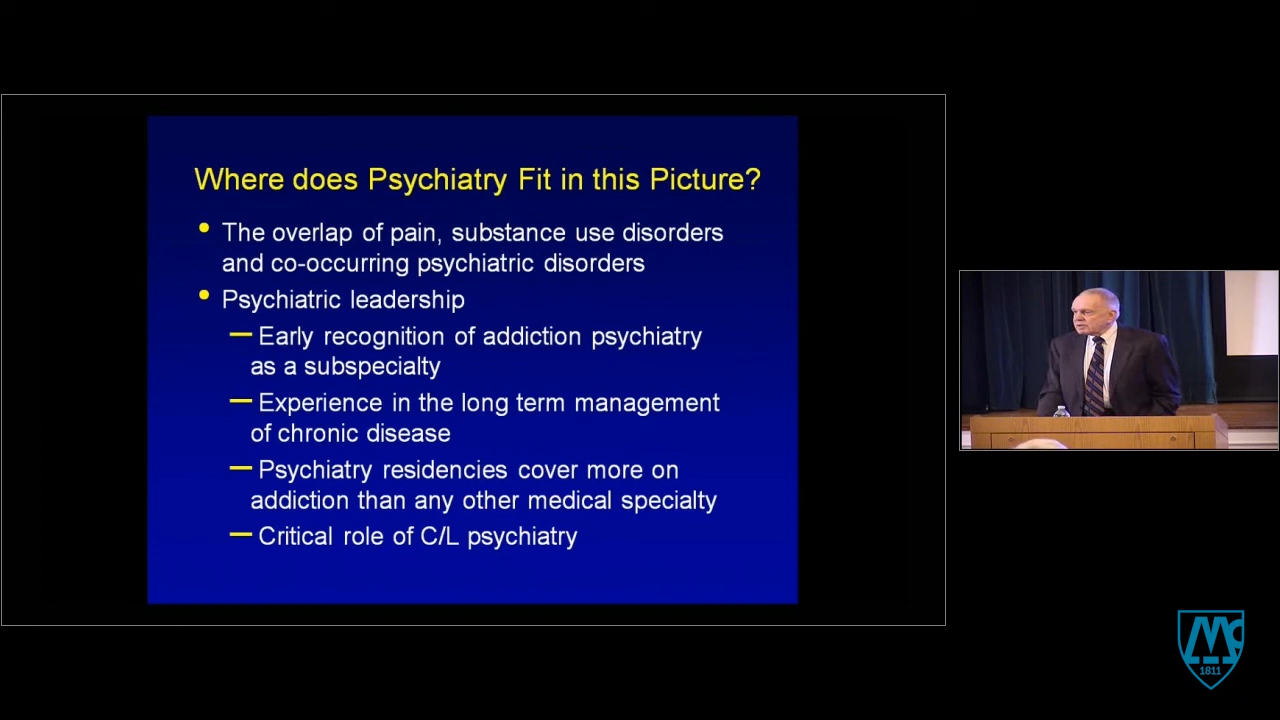 Where does Psychiatry Fit in this Picture?
• The overlap of pain, substance use disorders
and co-occurring psychiatric disorders
• Psychiatric leadership
— Early recognition of addiction psychiatry
as a subspecialty
— Experience in the long term management
of chronic disease
— Psychiatry residencies cover more on
addiction than any other medical specialty
— Critical role of C/L psychiatry
Mc
1811